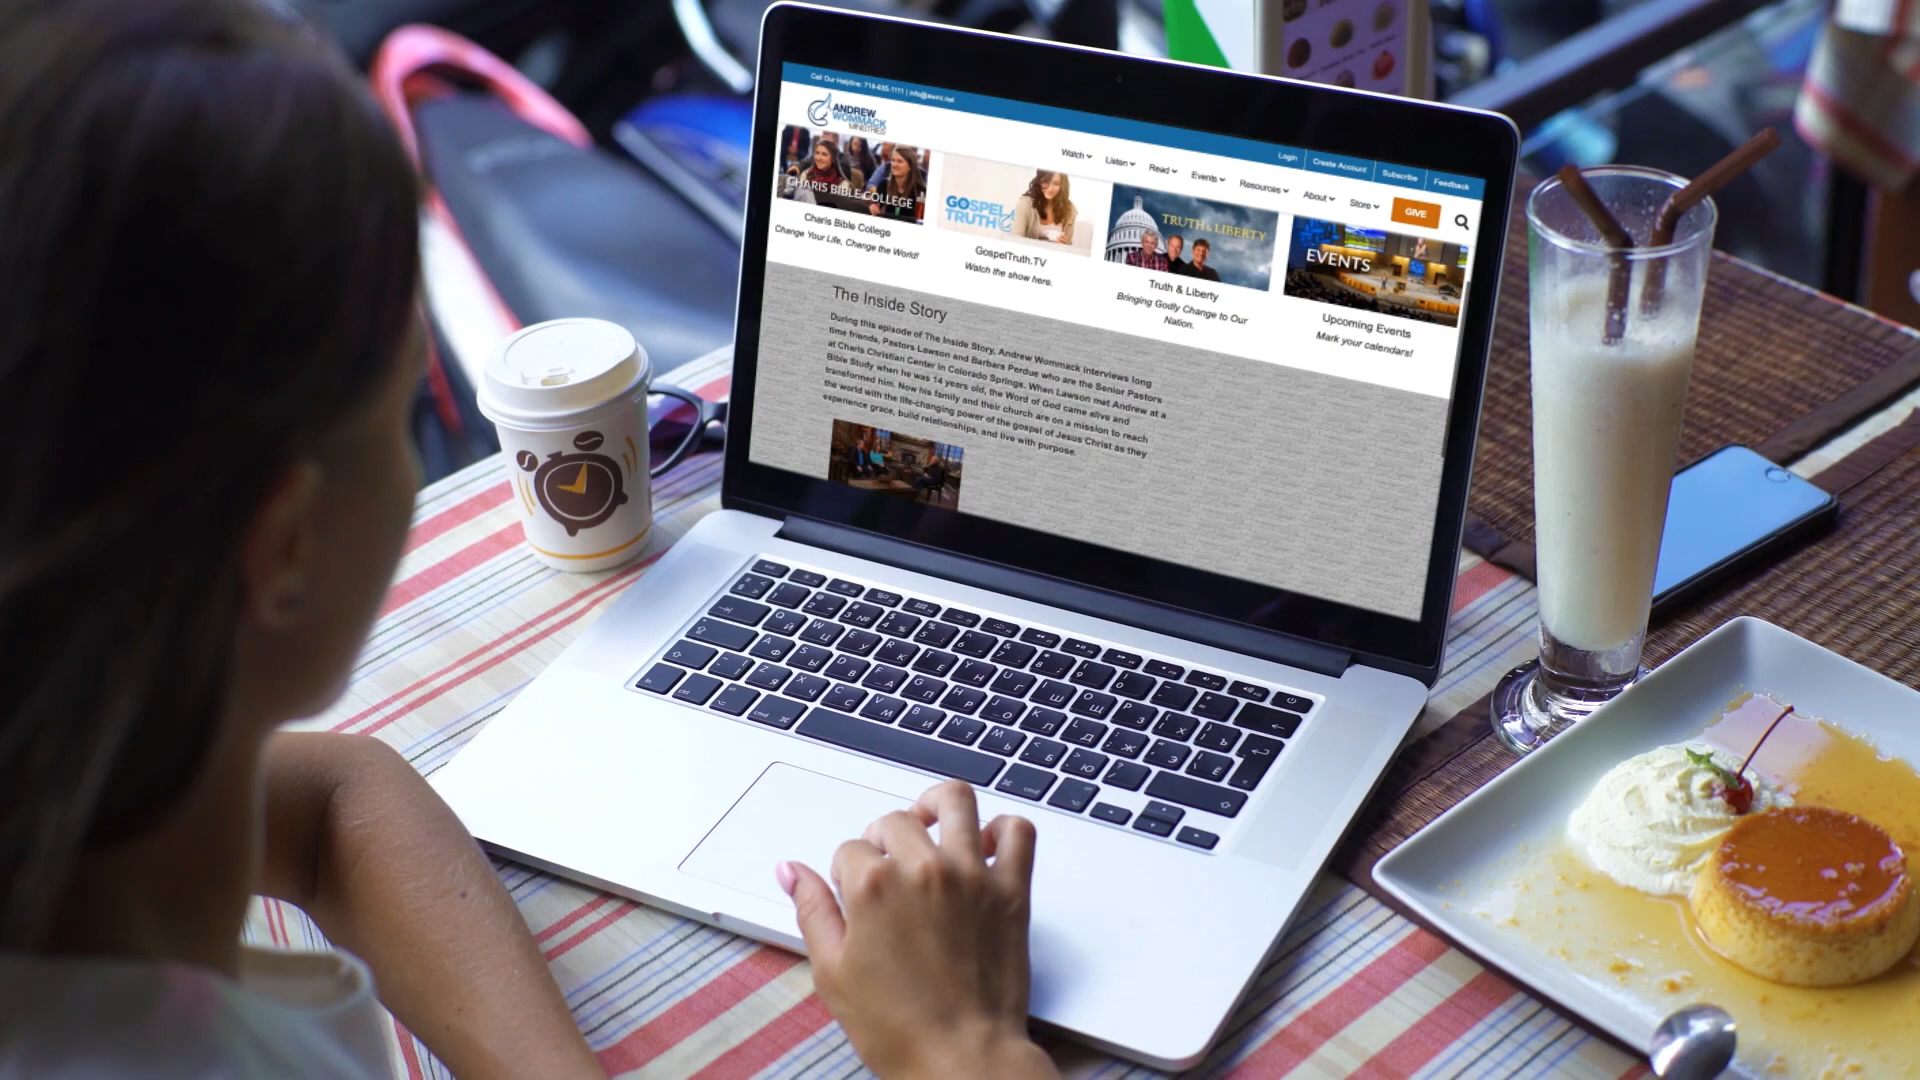 Call Our Helpline: 719-635-1111 | info@awmi.net
Login
Create Account
Subscribe
Feedback
ANDREW
WOMMACK
MINISTRIES
Watch
Listen
Read
Events
Resources
About
Store
GIVE
CHARIS BIBLE COLLEGE
GOSPEL
TRUTH
TRUTH & LIBERTY
EVENTS
Charis Bible College
Change Your Life, Change the World!
GospelTruth.TV
Watch the show here.
Truth & Liberty
Bringing Godly Change to Our
Nation.
Upcoming Events
Mark your calendars!
The Inside Story
During this episode of The Inside Story, Andrew Wommack interviews long
time friends, Pastors Lawson and Barbara Perdue who are the Senior Pastors
at Charis Christian Center in Colorado Springs. When Lawson met Andrew at a
Bible Study when he was 14 years old, the Word of God came alive and
transformed him. Now his family and their church are on a mission to reach
the world with the life-changing power of the gospel of Jesus Christ as they
experience grace, build relationships, and live with purpose.